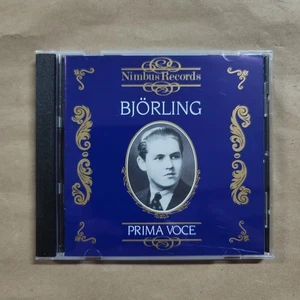 Nimbus Records
BJÖRLING
PRIMA VOCE